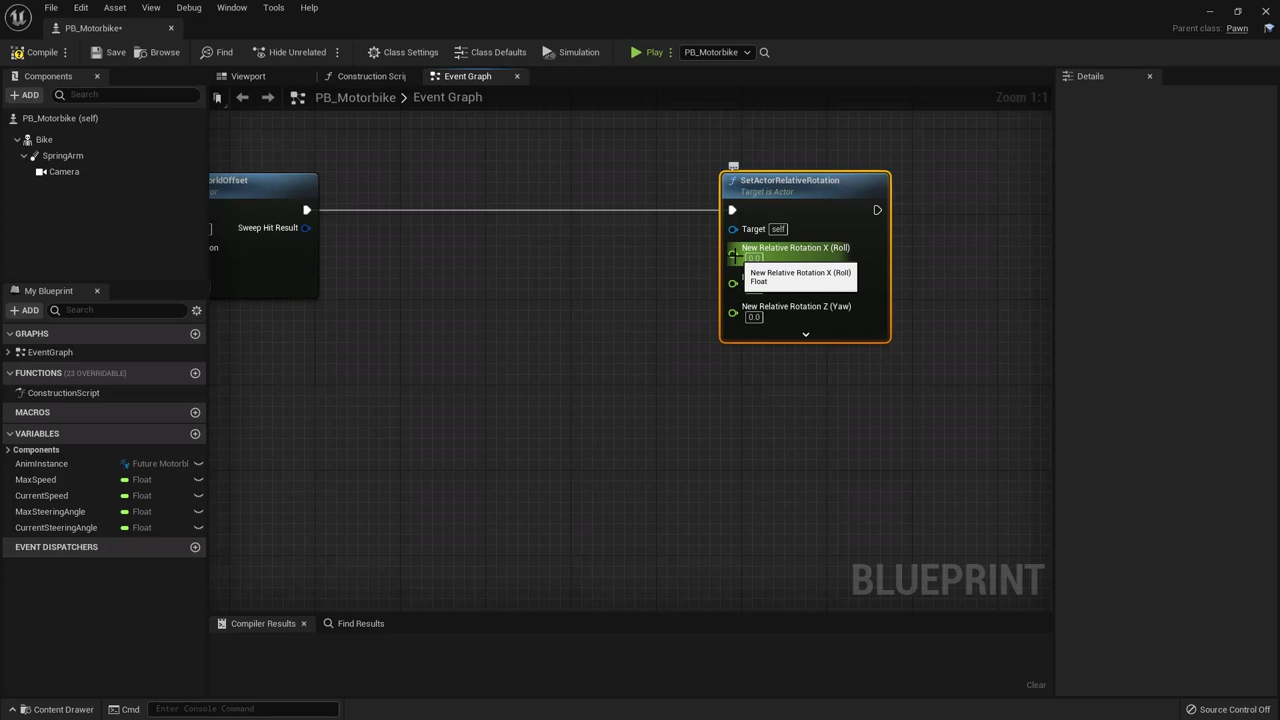 File Edit Asset View Debug Window Tools Help
PB_Motorbike•
Parent class: Pawn
Compile Save Browse Find Hide Unrelated Class Settings Class Defaults Simulation Play PB_Motorbike
Components Viewport Construction Scrip Event Graph Details
ADD Search
PB_Motorbike > Event Graph
Zoom 1:1
PB_Motorbike (self)
Bike
SpringArm
Camera
orldOffset
or
Sweep Hit Result
on
SetActorRelativeRotation
Target is Actor
Target self
New Relative Rotation X (Roll)
0.0
New Relative Rotation X (Roll)
Float
New Relative Rotation Z (Yaw)
0.0
My Blueprint
ADD Search
GRAPHS
EventGraph
FUNCTIONS (23 OVERRIDABLE)
ConstructionScript
MACROS
VARIABLES
Components
AnimInstance Future Motorbl
MaxSpeed Float
CurrentSpeed Float
MaxSteeringAngle Float
CurrentSteeringAngle Float
EVENT DISPATCHERS
BLUEPRINT
Compiler Results Find Results
Clear
Content Drawer Cmd Enter Console Command Source Control Off